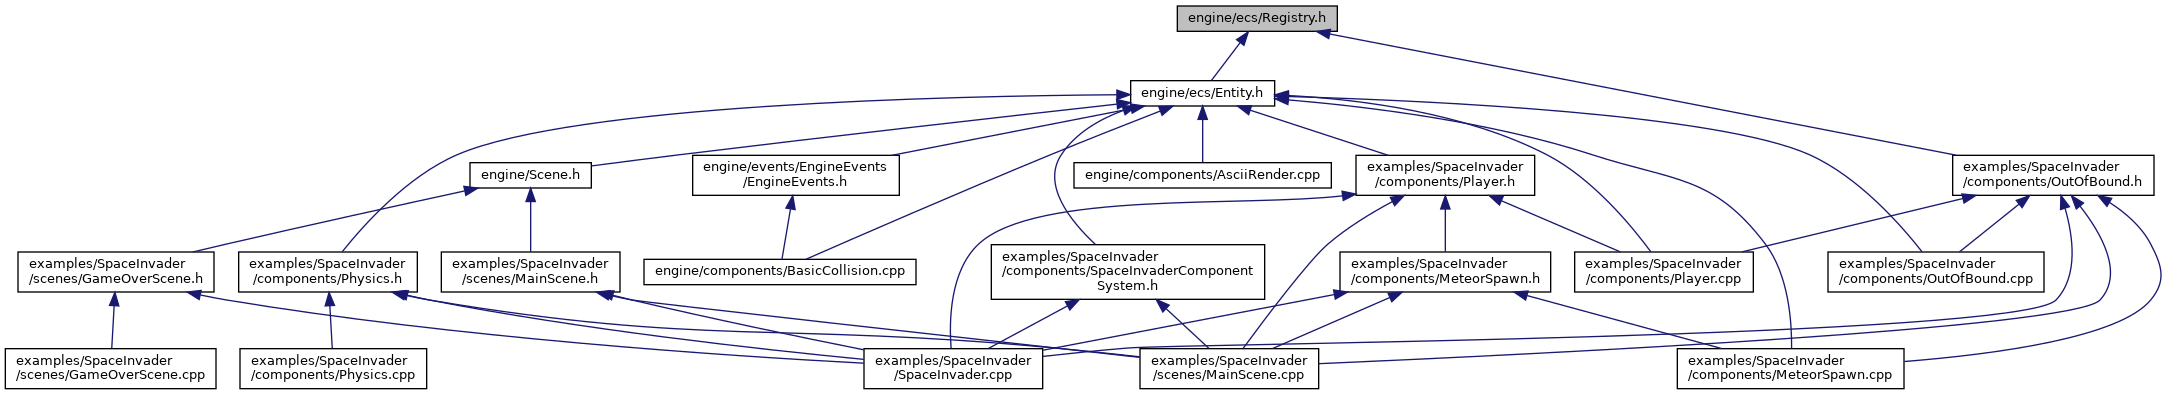 engine/ecs/Registry.h
engine/ecs/Entity.h
engine/Scene.h
engine/events/EngineEvents
/EngineEvents.h
engine/components/AsciiRender.cpp
examples/SpaceInvader
/components/Player.h
examples/SpaceInvader
/components/OutOfBound.h
examples/SpaceInvader
/scenes/GameOverScene.h
examples/SpaceInvader
/components/Physics.h
examples/SpaceInvader
/scenes/MainScene.h
engine/components/BasicCollision.cpp
examples/SpaceInvader
/components/SpaceInvaderComponent
System.h
examples/SpaceInvader
/components/MeteorSpawn.h
examples/SpaceInvader
/components/Player.cpp
examples/SpaceInvader
/components/OutOfBound.cpp
examples/SpaceInvader
/scenes/GameOverScene.cpp
examples/SpaceInvader
/components/Physics.cpp
examples/SpaceInvader
/SpaceInvader.cpp
examples/SpaceInvader
/scenes/MainScene.cpp
examples/SpaceInvader
/components/MeteorSpawn.cpp